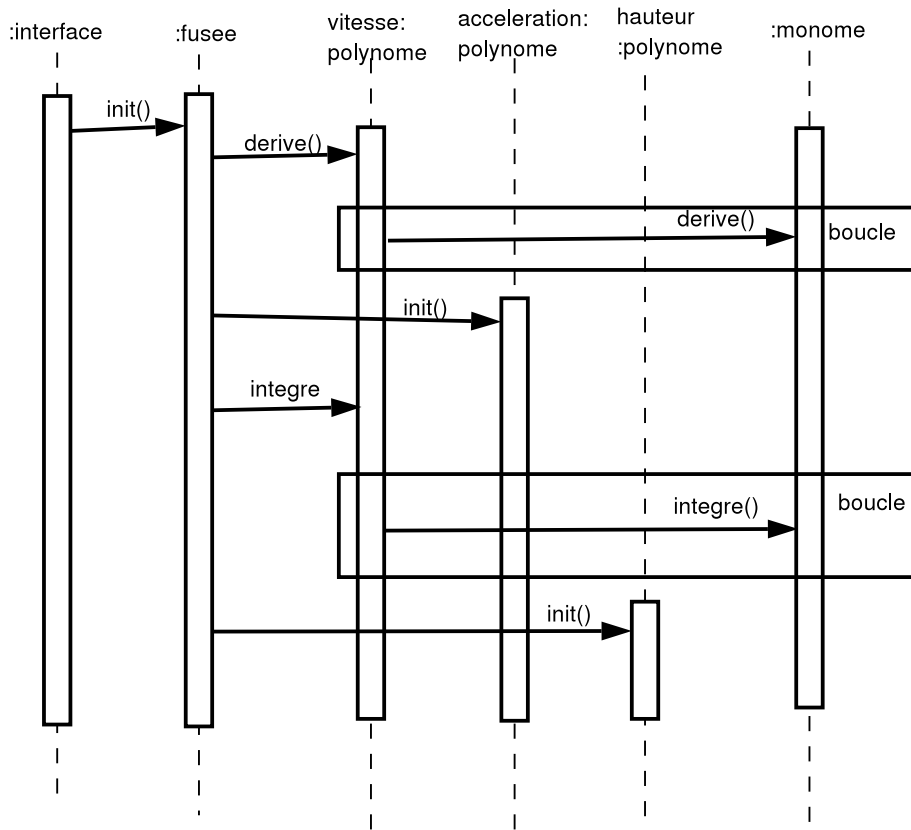 :interface
:fusee
vitesse:
polynome
acceleration:
polynome
hauteur
:polynome
:monome
init()
derive()
derive()
boucle
init()
integre
integre()
boucle
init()